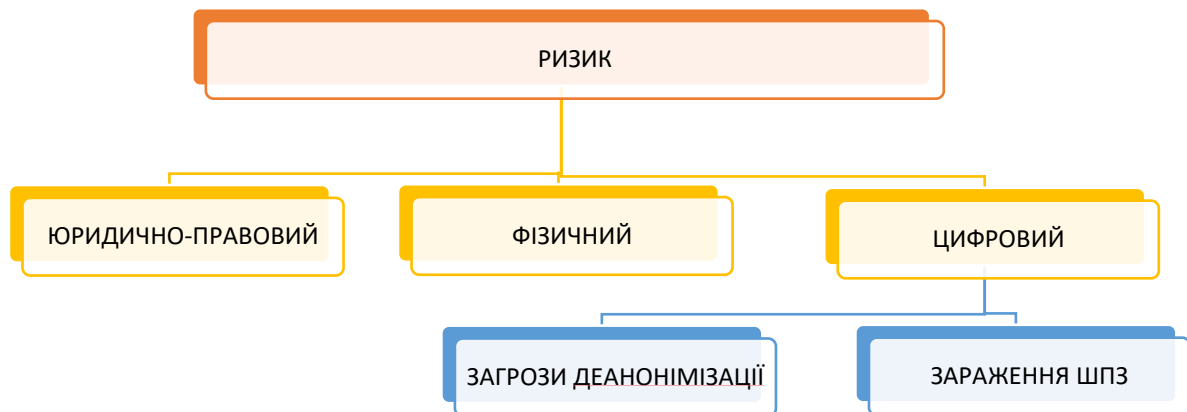 РИЗИК
ЮРИДИЧНО-ПРАВОВИЙ
ФІЗИЧНИЙ
ЦИФРОВИЙ
ЗАГРОЗИ ДЕАНОНІМІЗАЦІЇ
ЗАРАЖЕННЯ ШПЗ